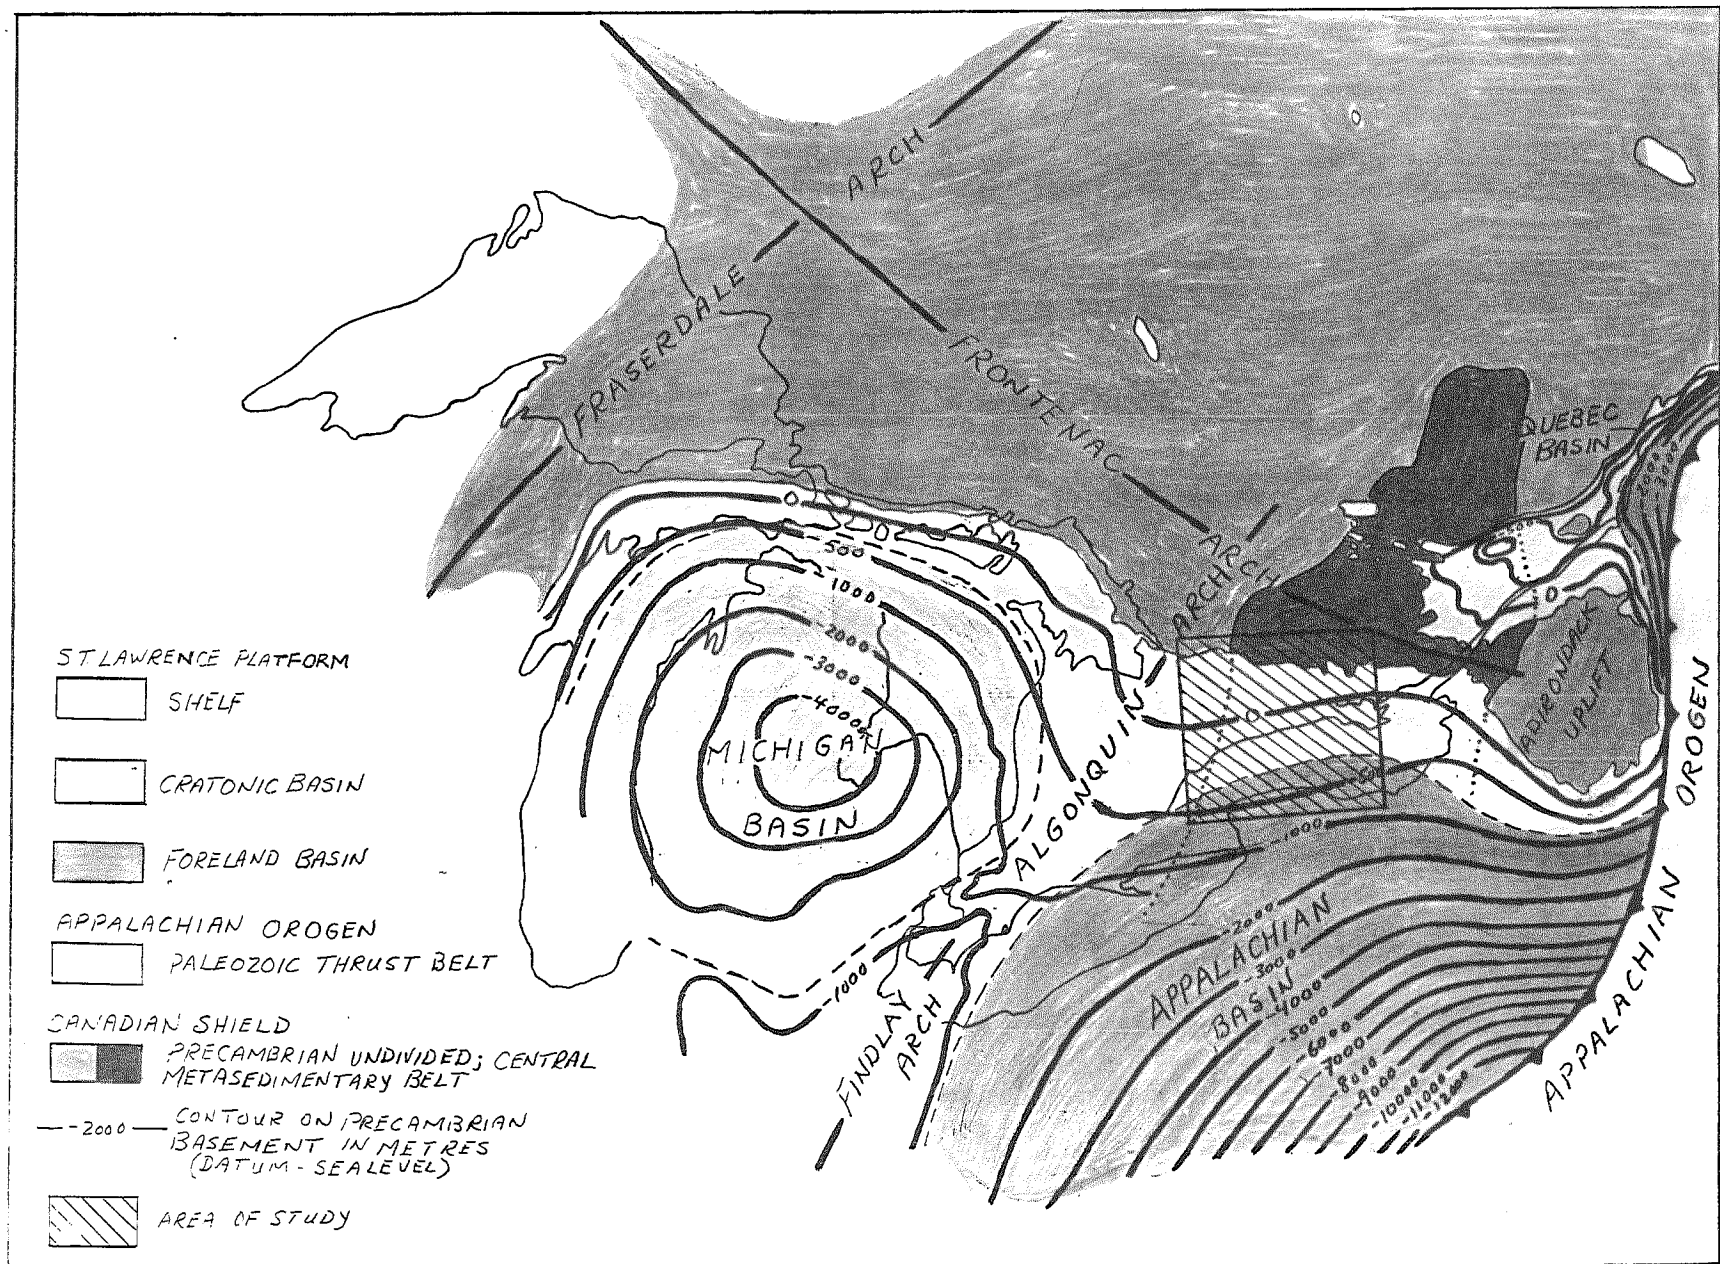 ARCH
FRASERDALE
FRONTENAC
ARCH
ARCH
QUEBEC
BASIN
-2000
0
-500
-1000
-2000
-3000
-4000
MICHIGAN
BASIN
ALGONQUIN
0
0
ADIRONDACK
UPLIFT
OROGEN
APPALACHIAN
-1000
-2000
-3000
-4000
-5000
-6000
-7000
-8000
-9000
-10000
-11000
-12000
APPALACHIAN
BASIN
-1000
FINDLAY
ARCH
ST. LAWRENCE PLATFORM
SHELF
CRATONIC BASIN
FORELAND BASIN
APPALACHIAN OROGEN
PALEOZOIC THRUST BELT
CANADIAN SHIELD
PRECAMBRIAN UNDIVIDED; CENTRAL
METASEDIMENTARY BELT
-2000
CONTOUR ON PRECAMBRIAN
BASEMENT IN METRES
(DATUM - SEALEVEL)
AREA OF STUDY